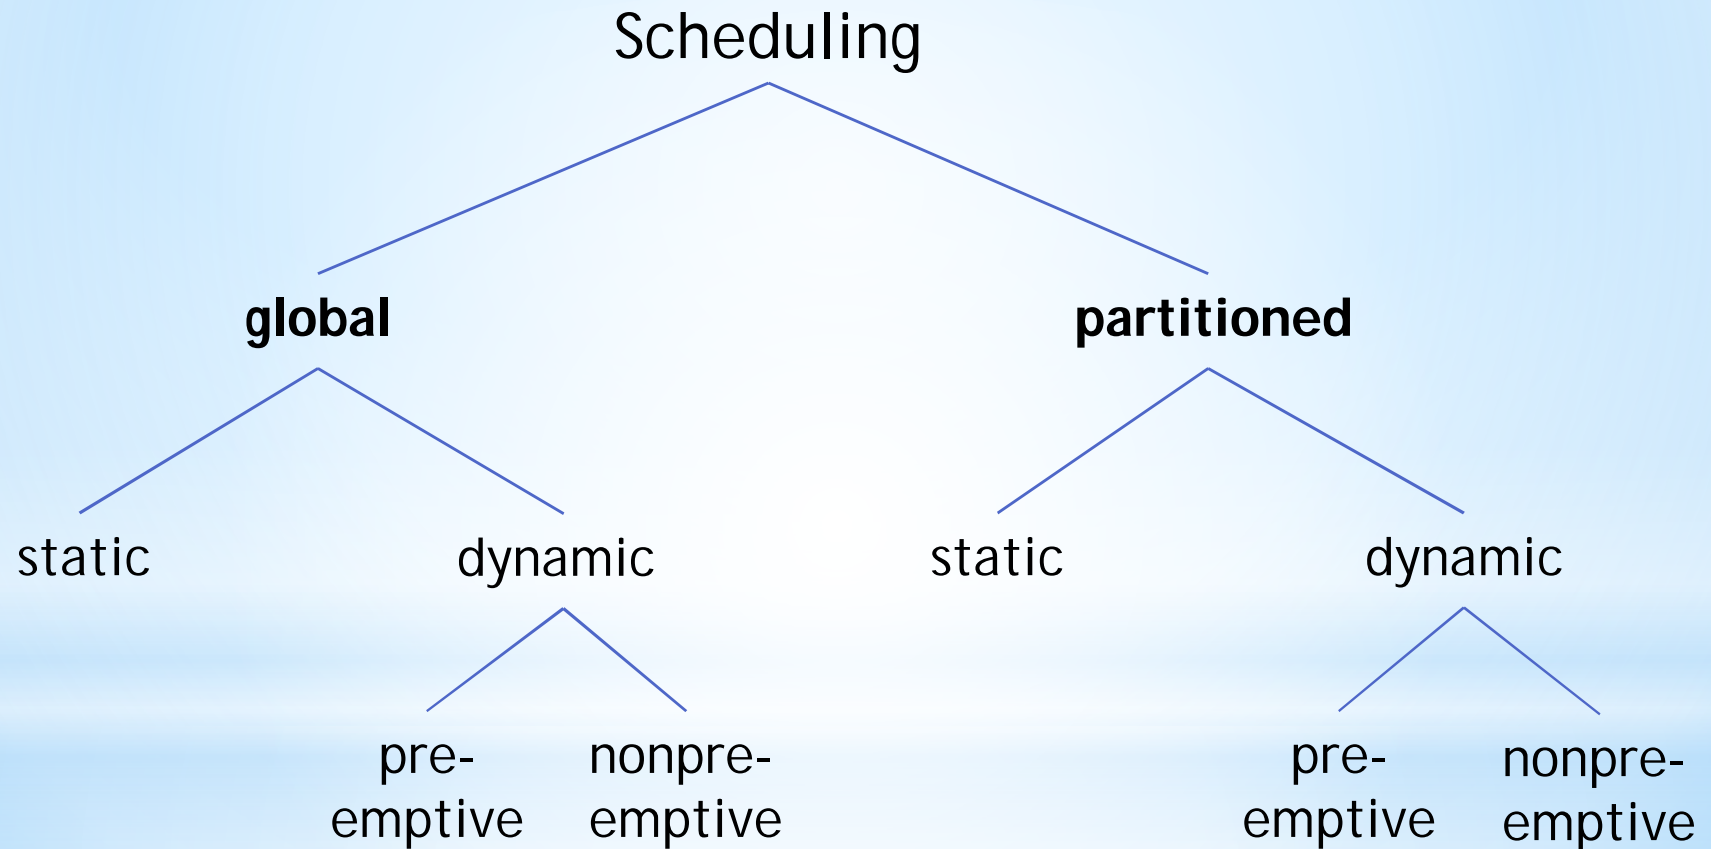 Scheduling
global
partitioned
static
dynamic
static
dynamic
pre-
emptive
nonpre-
emptive
pre-
emptive
nonpre-
emptive